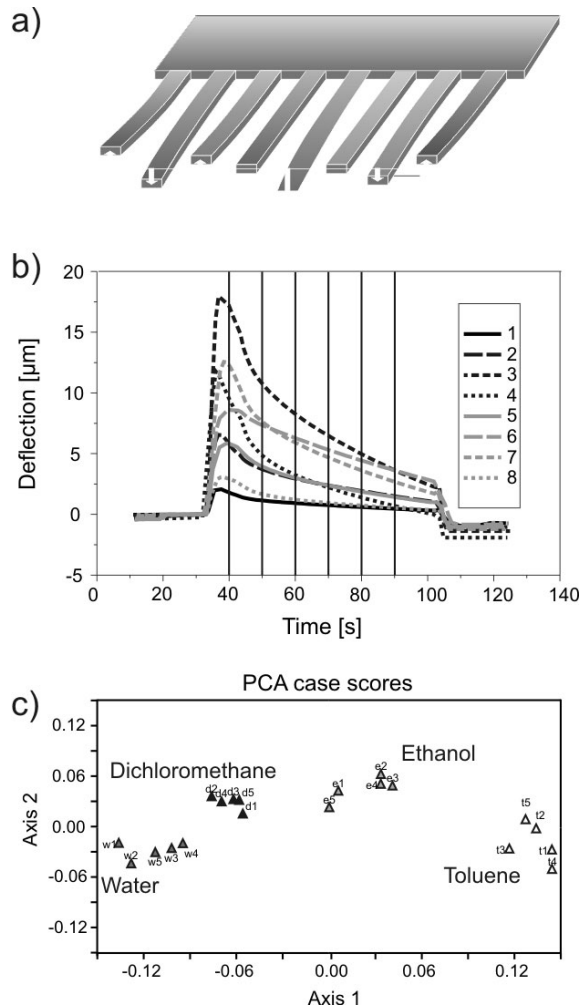 a)
b)
20
15
10
5
0
-5
Deflection [µm]
0 20 40 60 80 100 120 140
Time [s]
1
2
3
4
5
6
7
8
PCA case scores
c)
0.12
0.06
0.00
-0.06
-0.12
Axis 2
Dichloromethane
d2 d4 d3 d5
d1
Ethanol
e2
e1 e4 e3
e5
w1
w2 w5 w3 w4
Water
t5
t2
t3 t1
t4
Toluene
-0.12 -0.06 0.00 0.06 0.12
Axis 1